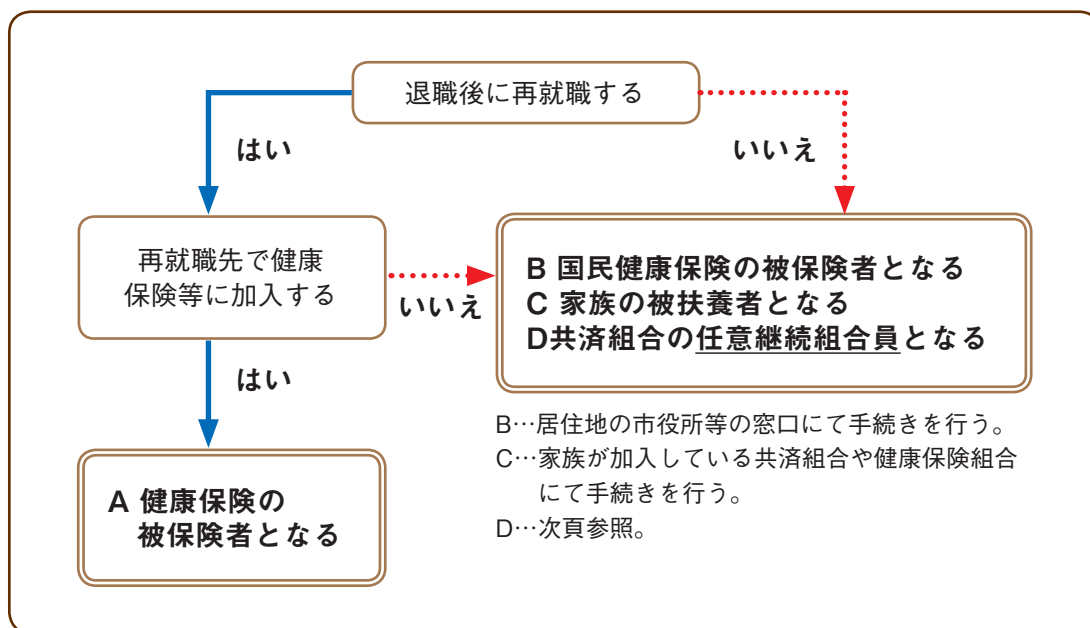 退職後に再就職する
はい
いいえ
再就職先で健康
保険等に加入する
いいえ
B 国民健康保険の被保険者となる
C 家族の被扶養者となる
D共済組合の任意継続組合員となる
はい
A 健康保険の
被保険者となる
B…居住地の市役所等の窓口にて手続きを行う。
C…家族が加入している共済組合や健康保険組合
にて手続きを行う。
D…次頁参照。